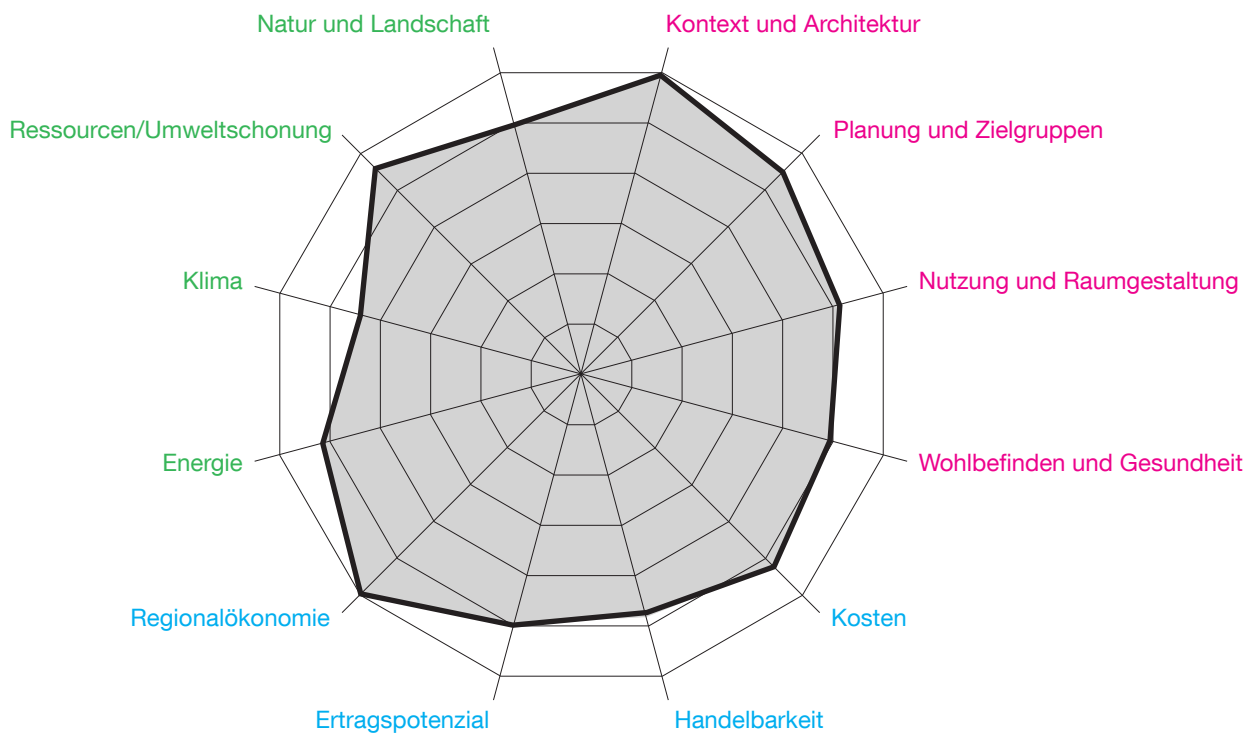 Natur und Landschaft
Kontext und Architektur
Ressourcen/Umweltschonung
Planung und Zielgruppen
Klima
Nutzung und Raumgestaltung
Energie
Wohlbefinden und Gesundheit
Regionalökonomie
Kosten
Ertragspotenzial
Handelbarkeit